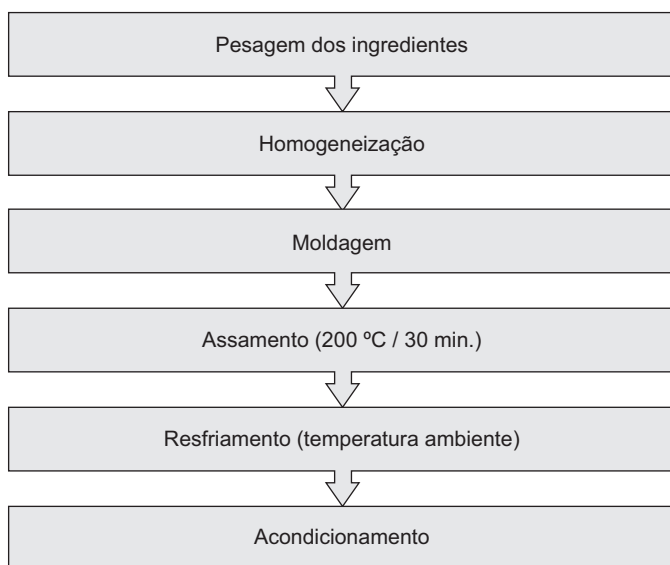 Pesagem dos ingredientes
Homogeneização
Moldagem
Assamento (200 ºC / 30 min.)
Resfriamento (temperatura ambiente)
Acondicionamento